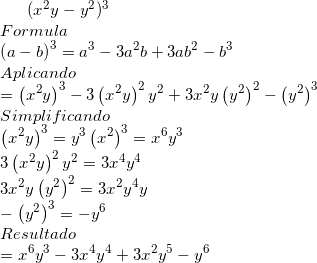 (x²y − y²)³
Formula
(a − b)³ = a³ − 3a²b + 3ab² − b³
Aplicando
= (x²y)³ − 3 (x²y)² y² + 3x²y (y²)² − (y²)³
Simplificando
(x²y)³ = y³ (x²)³ = x⁶y³
3 (x²y)² y² = 3x⁴y⁴
3x²y (y²)² = 3x²y⁴y
− (y²)³ = −y⁶
Resultado
= x⁶y³ − 3x⁴y⁴ + 3x²y⁵ − y⁶